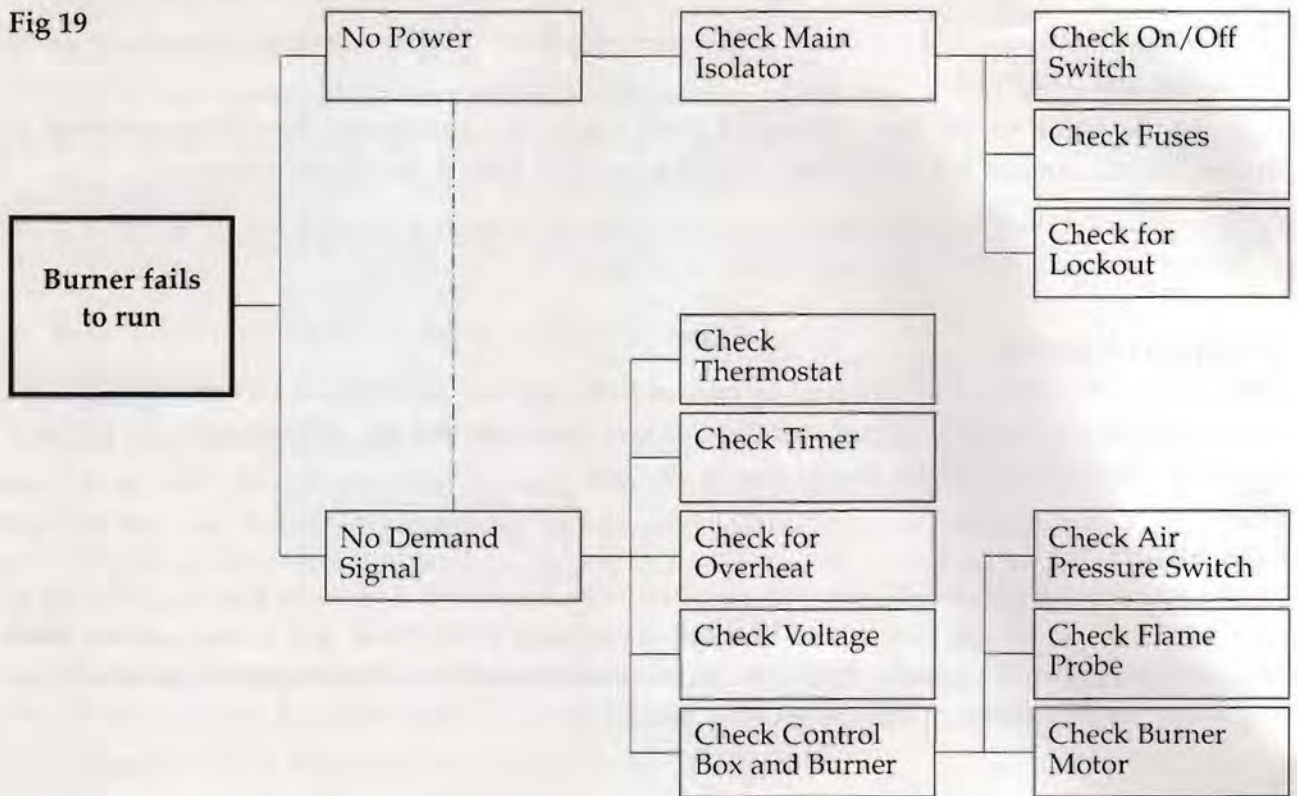 Fig 19
No Power
Check Main
Isolator
Check On/Off
Switch
Check Fuses
Check for
Lockout
Burner fails
to run
Check
Thermostat
Check Timer
No Demand
Signal
Check for
Overheat
Check Voltage
Check Control
Box and Burner
Check Air
Pressure Switch
Check Flame
Probe
Check Burner
Motor